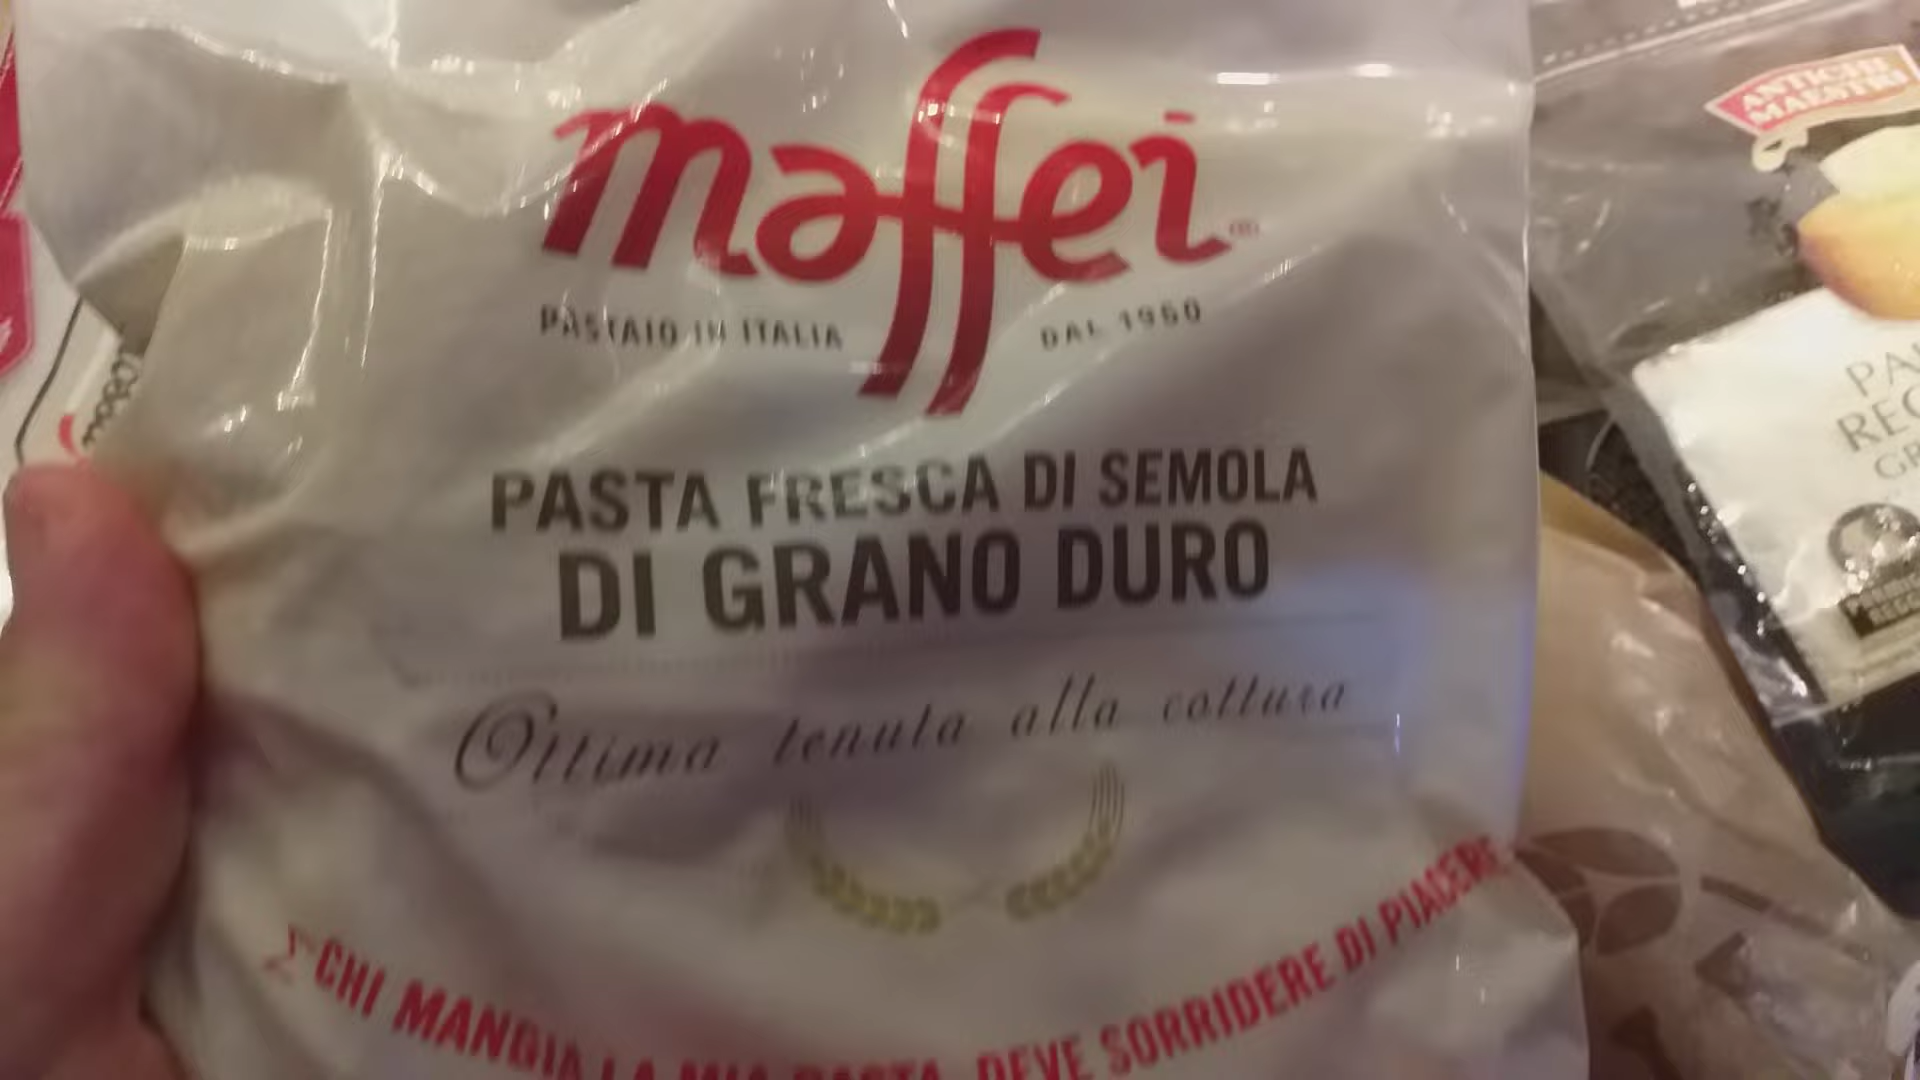 maffei
PASTAIO IN ITALIA DAL 1960
PASTA FRESCA DI SEMOLA
DI GRANO DURO
Ottima tenuta alla cottura
CHI MANGIA LA MIA PASTA, DEVE SORRIDERE DI PIACERE
ANTICHI
MAESTRI